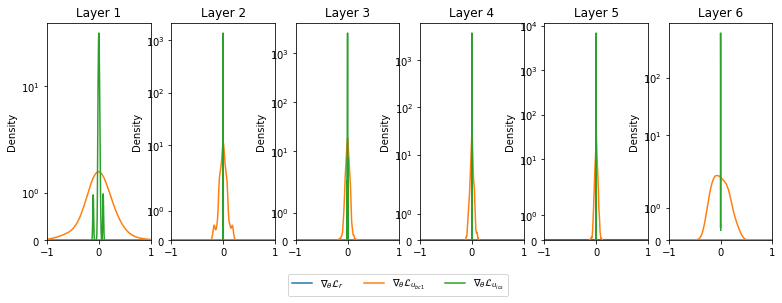 Layer 1 Layer 2 Layer 3 Layer 4 Layer 5 Layer 6
Density Density Density Density Density Density
10¹ 10⁰ 0
10³ 10² 10¹ 10⁰ 0
10³ 10² 10¹ 10⁰ 0
10³ 10² 10¹ 10⁰ 0
10⁴ 10³ 10² 10¹ 10⁰ 0
10² 10¹ 10⁰ 0
−1 0 1 −1 0 1 −1 0 1 −1 0 1 −1 0 1 −1 0 1
∇θℒr ∇θℒu_bc1 ∇θℒu_ics